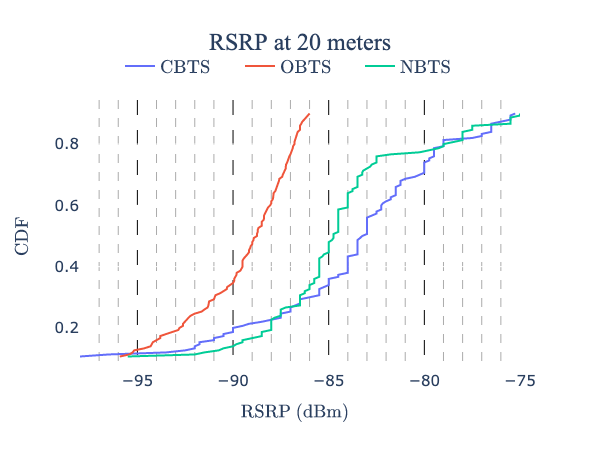 RSRP at 20 meters
CBTS OBTS NBTS
CDF
0.8
0.6
0.4
0.2
−95 −90 −85 −80 −75
RSRP (dBm)